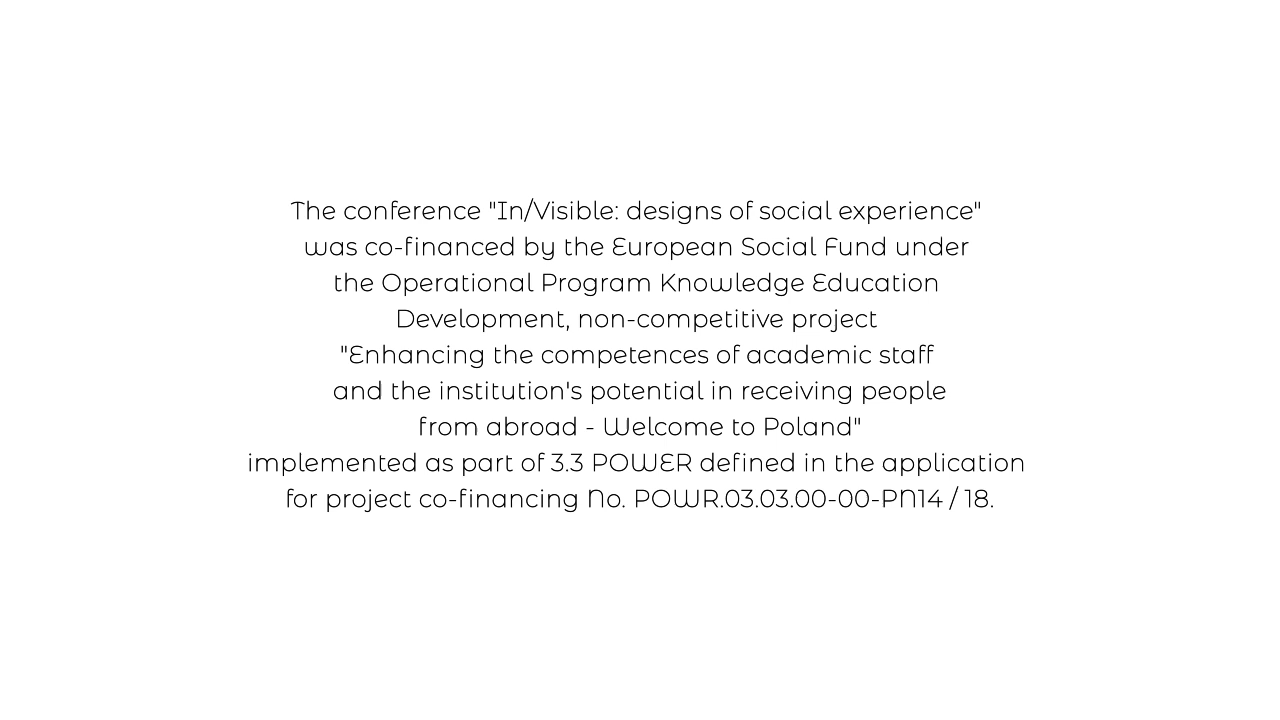 The conference "In/Visible: designs of social experience"
was co-financed by the European Social Fund under
the Operational Program Knowledge Education
Development, non-competitive project
"Enhancing the competences of academic staff
and the institution's potential in receiving people
from abroad - Welcome to Poland"
implemented as part of 3.3 POWER defined in the application
for project co-financing No. POWR.03.03.00-00-PN14 / 18.